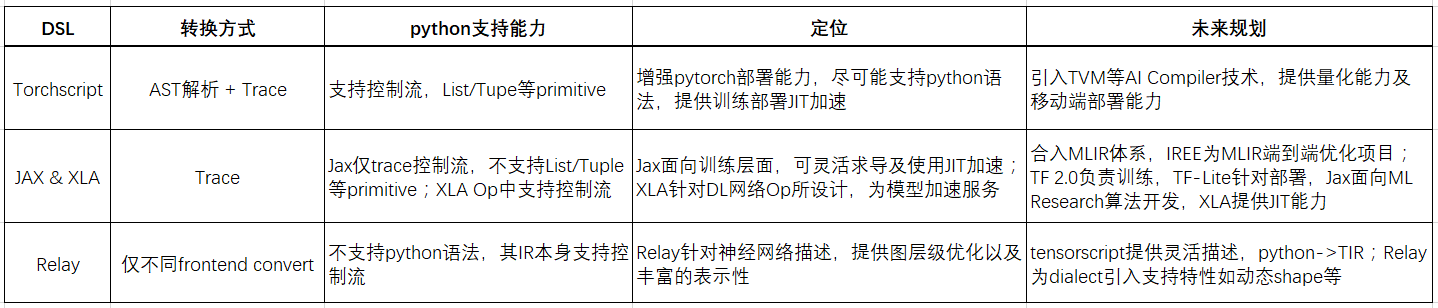 DSL 转换方式 python支持能力 定位 未来规划
Torchscript
AST解析 + Trace
支持控制流，List/Tupe等primitive
增强pytorch部署能力，尽可能支持python语
法，提供训练部署JIT加速
引入TVM等AI Compiler技术，提供量化能力及
移动端部署能力
JAX & XLA
Trace
Jax仅trace控制流，不支持List/Tuple
等primitive；XLA Op中支持控制流
Jax面向训练层面，可灵活求导及使用JIT加速；
XLA针对DL网络Op所设计，为模型加速服务
合入MLIR体系，IREE为MLIR端到端优化项目；
TF 2.0负责训练，TF-Lite针对部署，Jax面向ML
Research算法开发，XLA提供JIT能力
Relay
仅不同frontend convert
不支持python语法，其IR本身支持控
制流
Relay针对神经网络描述，提供图层级优化以及
丰富的表示性
tensorscript提供灵活描述，python->TIR；Relay
为dialect引入支持特性如动态shape等